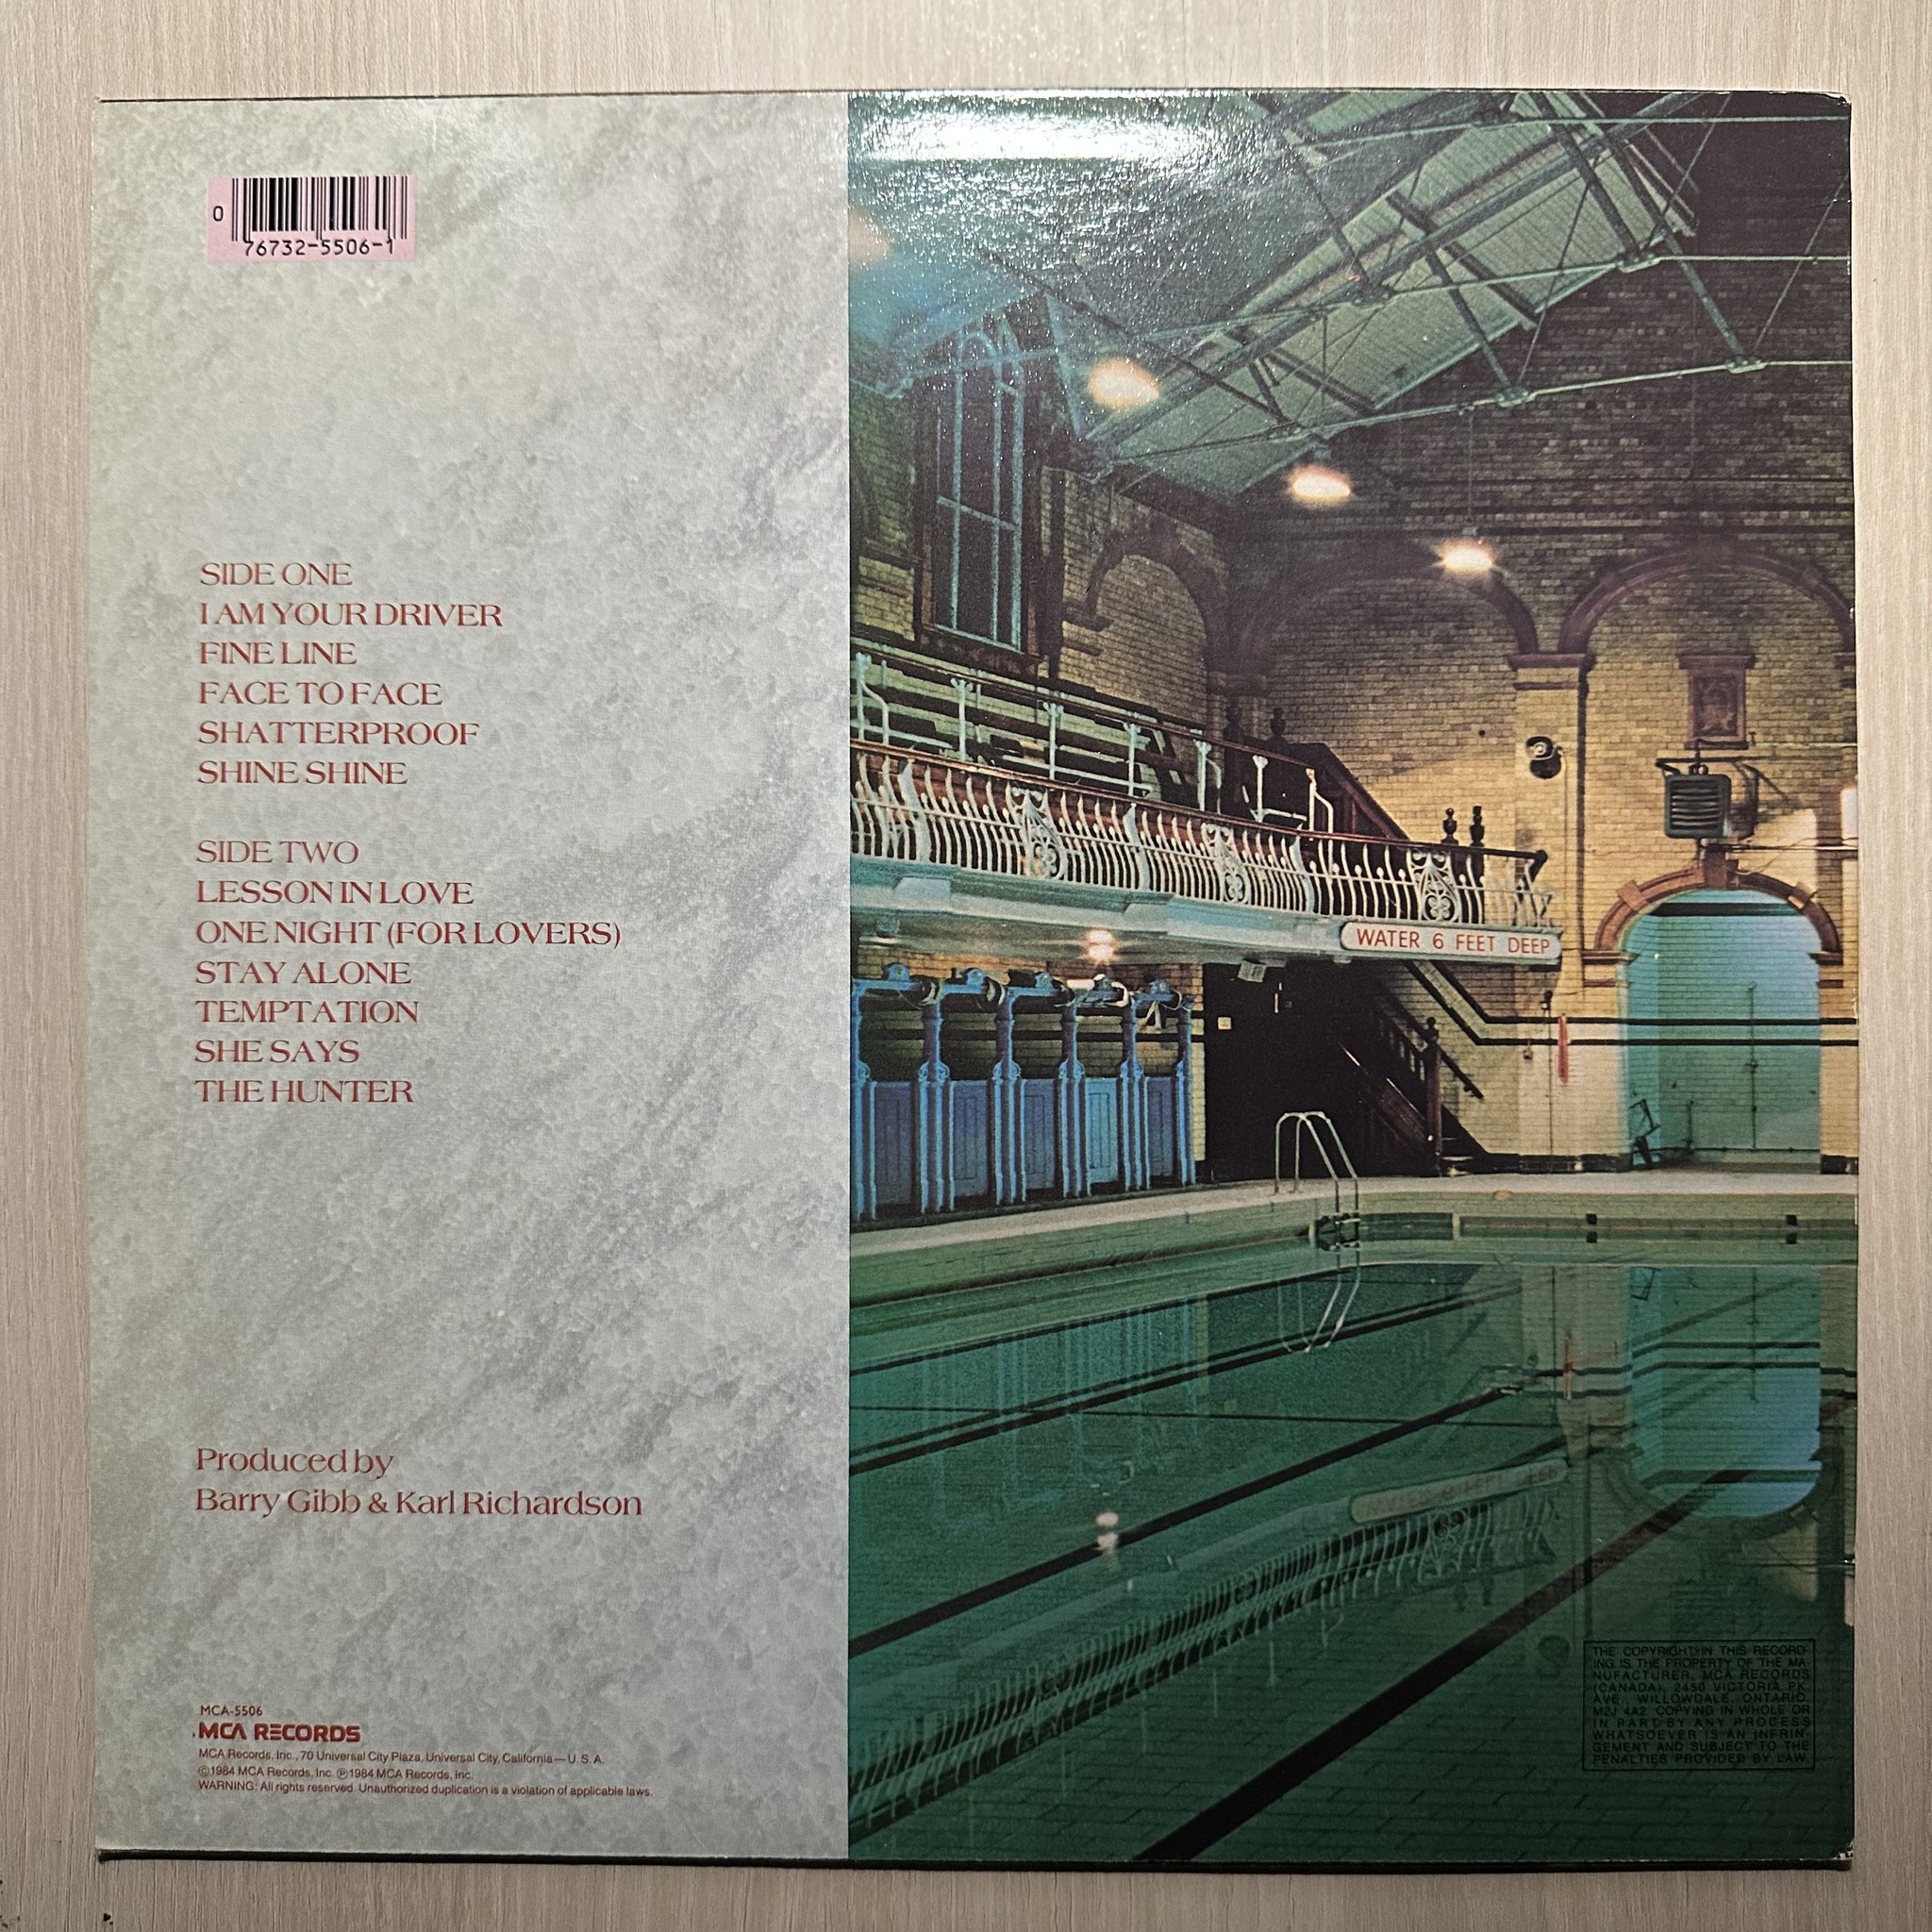 0
76732-5506-1
SIDE ONE
I AM YOUR DRIVER
FINE LINE
FACE TO FACE
SHATTERPROOF
SHINE SHINE
SIDE TWO
LESSON IN LOVE
ONE NIGHT (FOR LOVERS)
STAY ALONE
TEMPTATION
SHE SAYS
THE HUNTER
Produced by
Barry Gibb & Karl Richardson
MCA-5506
MCA RECORDS
MCA Records, Inc., 70 Universal City Plaza, Universal City, California—U.S.A.
©1984 MCA Records, Inc. ℗1984 MCA Records, Inc.
WARNING: All rights reserved. Unauthorized duplication is a violation of applicable laws.
WATER 6 FEET DEEP
THE COPYRIGHT IN THIS RECORD-
ING IS THE PROPERTY OF THE MA-
NUFACTURER, MCA RECORDS
(CANADA), 2450 VICTORIA PK.
AVE., WILLOWDALE, ONTARIO.
M2J 4A2. COPYING IN WHOLE OR
IN PART BY ANY PROCESS
WHATSOEVER IS AN INFRIN-
GEMENT AND SUBJECT TO THE
PENALTIES PROVIDED BY LAW.